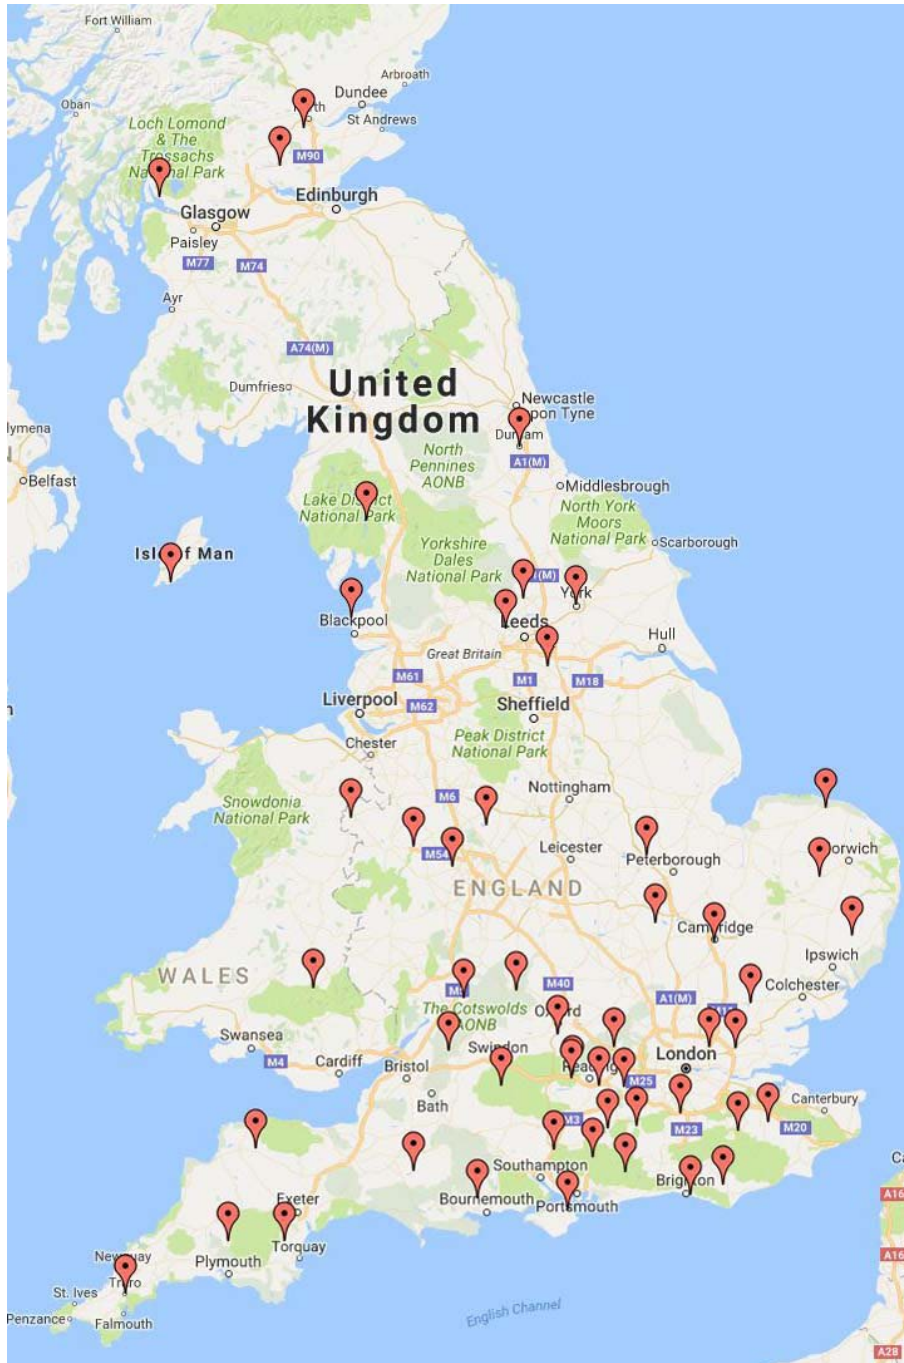 Fort William
Arbroath
Dundee
Oban
St Andrews
Loch Lomond
& The
Trossachs
National Park
M90
Edinburgh
Glasgow
Paisley
M77
M74
Ayr
A74(M)
United
Kingdom
Dumfries
Newcastle
upon Tyne
Durham
A1(M)
North
Pennines
AONB
Belfast
Middlesbrough
Lake District
National Park
North York
Moors
National Park
Scarborough
Isle of Man
Yorkshire
Dales
National Park
York
Blackpool
Leeds
Hull
Great Britain
M61
M1
M18
Liverpool
M62
Sheffield
Peak District
National Park
Chester
Snowdonia
National Park
M6
Nottingham
M54
Leicester
Peterborough
Norwich
ENGLAND
Cambridge
Ipswich
WALES
M40
Colchester
The Cotswolds
AONB
Oxford
A1(M)
Swansea
Swindon
London
M4
Cardiff
Bristol
Reading
M25
Bath
Canterbury
M3
M23
M20
Southampton
Exeter
Bournemouth
Portsmouth
Brighton
A16
Torquay
Newquay
Plymouth
A16
St. Ives
Truro
Penzance
Falmouth
English Channel
A28